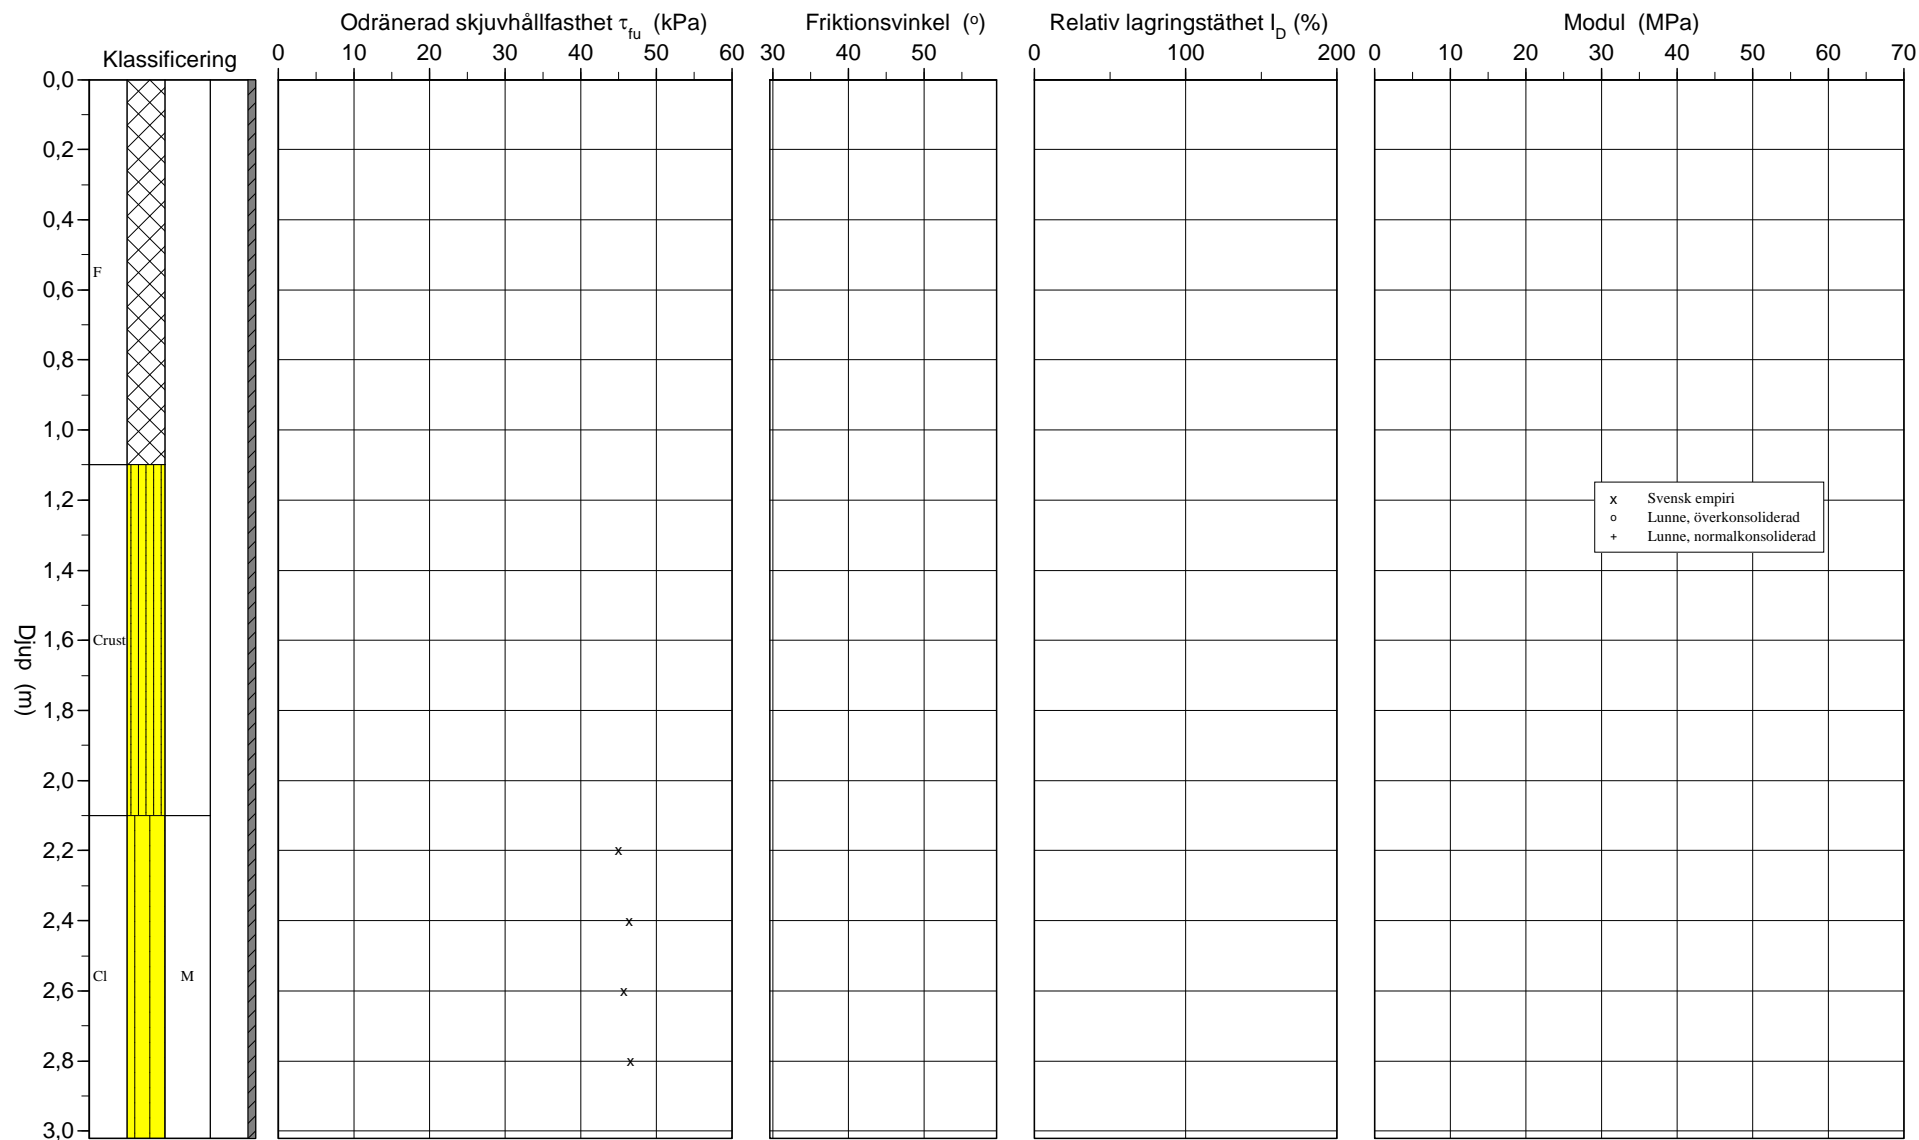 Odränerad skjuvhållfasthet τfu (kPa)
Friktionsvinkel (o)
Relativ lagringstäthet ID (%)
Modul (MPa)
Klassificering
0 10 20 30 40 50 60
30 40 50
0 100 200
0 10 20 30 40 50 60 70
0,0
0,2
0,4
F
0,6
0,8
1,0
1,2
x Svensk empiri
o Lunne, överkonsoliderad
+ Lunne, normalkonsoliderad
1,4
Djup (m)
1,6
Crust
1,8
2,0
2,2
x
2,4
x
Cl M
2,6
x
2,8
x
3,0